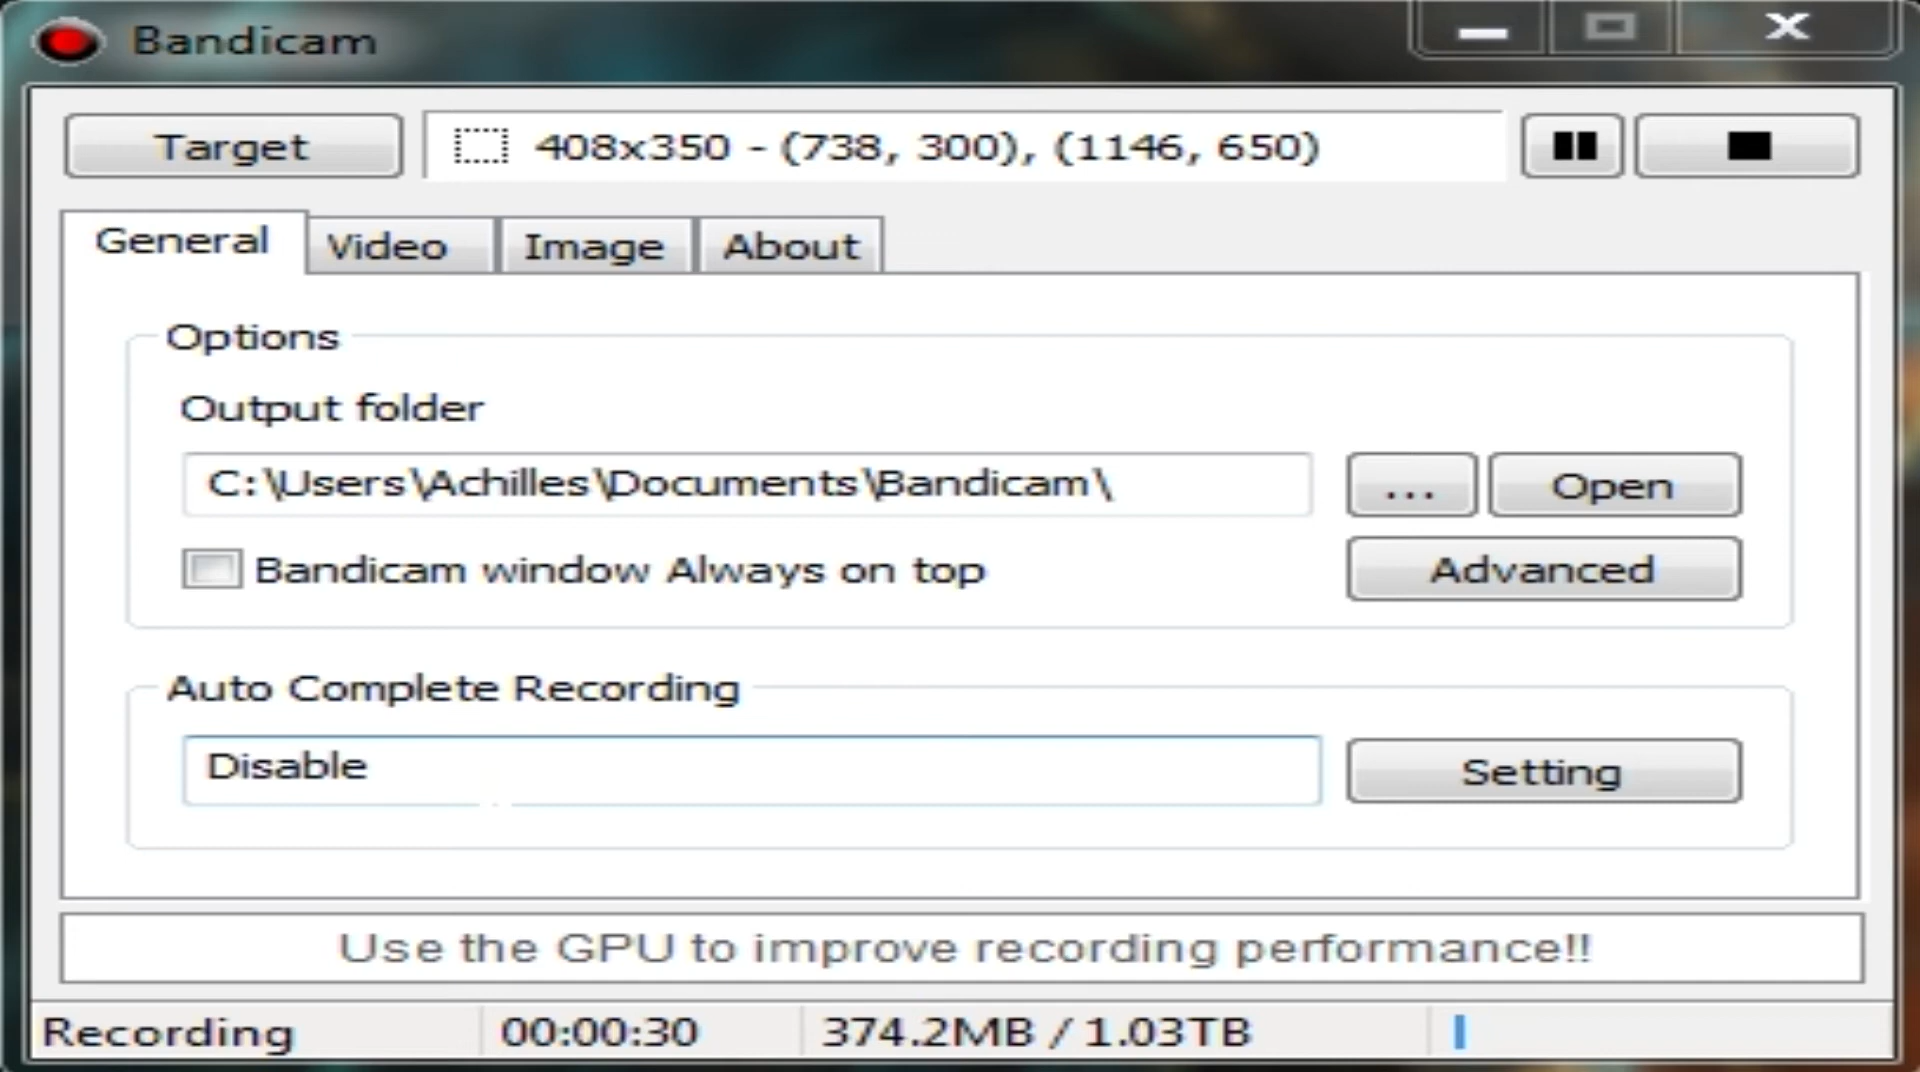 Bandicam
Target
408x350 - (738, 300), (1146, 650)
General
Video
Image
About
Options
Output folder
C:\Users\Achilles\Documents\Bandicam\
...
Open
Bandicam window Always on top
Advanced
Auto Complete Recording
Disable
Setting
Use the GPU to improve recording performance!!
Recording
00:00:30
374.2MB / 1.03TB